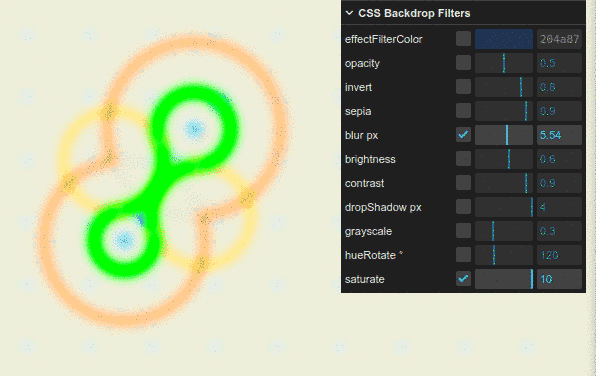 CSS Backdrop Filters
effectFilterColor 204a87
opacity 0.5
invert 0.8
sepia 0.9
blur px 5.54
brightness 0.6
contrast 0.9
dropShadow px 4
grayscale 0.3
hueRotate ° 120
saturate 10